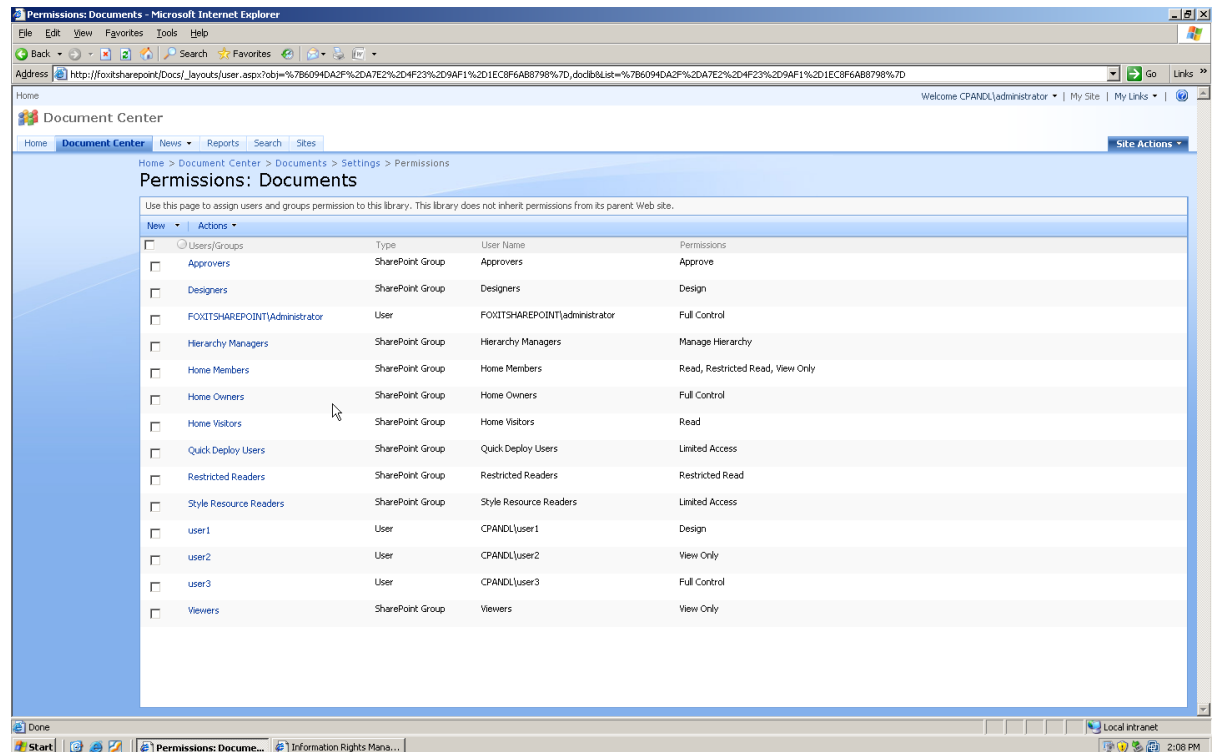 Permissions: Documents - Microsoft Internet Explorer
File Edit View Favorites Tools Help
Back Search Favorites
Address http://foxitsharepoint/Docs/_layouts/user.aspx?obj=%7B6094DA2F%2DA7E2%2D4F23%2D9AF1%2D1EC8F6AB8798%7D,doclib&List=%7B6094DA2F%2DA7E2%2D4F23%2D9AF1%2D1EC8F6AB8798%7D Go Links »
Home Welcome CPANDL\administrator | My Site | My Links |
Document Center
Home Document Center News Reports Search Sites Site Actions
Home > Document Center > Documents > Settings > Permissions
Permissions: Documents
Use this page to assign users and groups permission to this library. This library does not inherit permissions from its parent Web site.
New | Actions
Users/Groups Type User Name Permissions
Approvers SharePoint Group Approvers Approve
Designers SharePoint Group Designers Design
FOXITSHAREPOINT\Administrator User FOXITSHAREPOINT\administrator Full Control
Hierarchy Managers SharePoint Group Hierarchy Managers Manage Hierarchy
Home Members SharePoint Group Home Members Read, Restricted Read, View Only
Home Owners SharePoint Group Home Owners Full Control
Home Visitors SharePoint Group Home Visitors Read
Quick Deploy Users SharePoint Group Quick Deploy Users Limited Access
Restricted Readers SharePoint Group Restricted Readers Restricted Read
Style Resource Readers SharePoint Group Style Resource Readers Limited Access
user1 User CPANDL\user1 Design
user2 User CPANDL\user2 View Only
user3 User CPANDL\user3 Full Control
Viewers SharePoint Group Viewers View Only
Done Local intranet
Start Permissions: Docume... Information Rights Mana... 2:08 PM